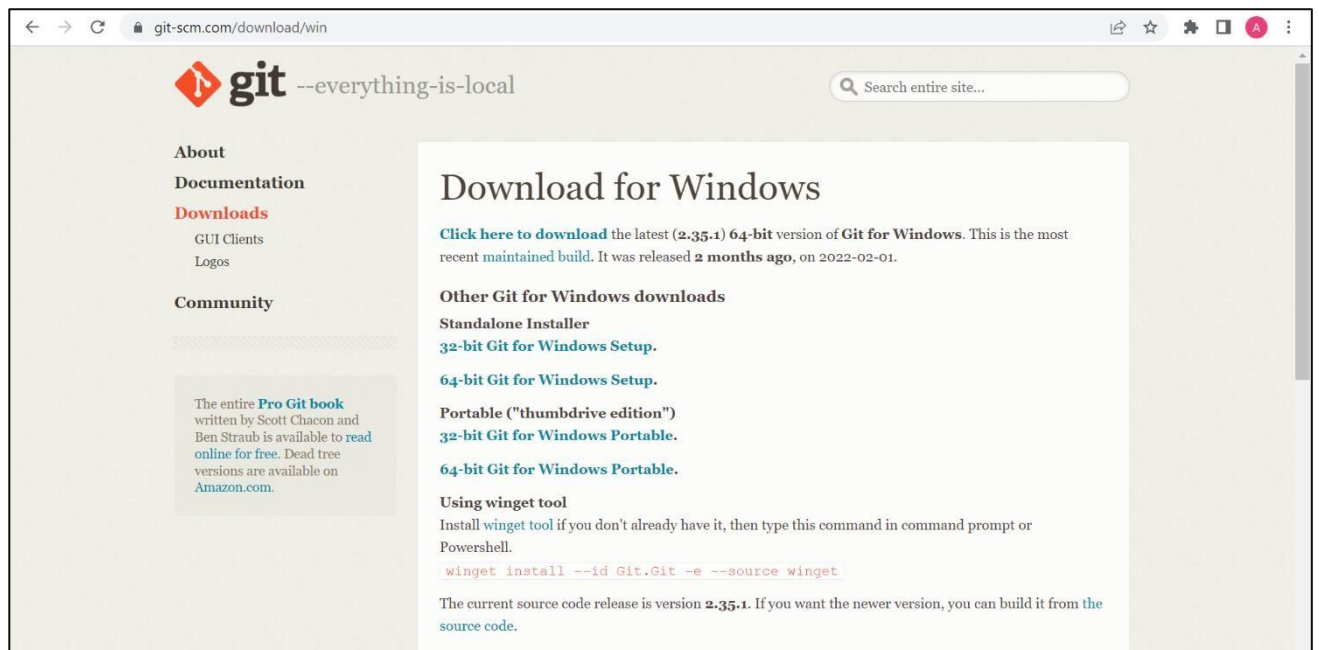 git-scm.com/download/win
A
git --everything-is-local
Search entire site...
About
Documentation
Downloads
GUI Clients
Logos
Community
The entire Pro Git book
written by Scott Chacon and
Ben Straub is available to read
online for free. Dead tree
versions are available on
Amazon.com.
Download for Windows
Click here to download the latest (2.35.1) 64-bit version of Git for Windows. This is the most
recent maintained build. It was released 2 months ago, on 2022-02-01.
Other Git for Windows downloads
Standalone Installer
32-bit Git for Windows Setup.
64-bit Git for Windows Setup.
Portable ("thumbdrive edition")
32-bit Git for Windows Portable.
64-bit Git for Windows Portable.
Using winget tool
Install winget tool if you don't already have it, then type this command in command prompt or
Powershell.
winget install --id Git.Git -e --source winget
The current source code release is version 2.35.1. If you want the newer version, you can build it from the
source code.